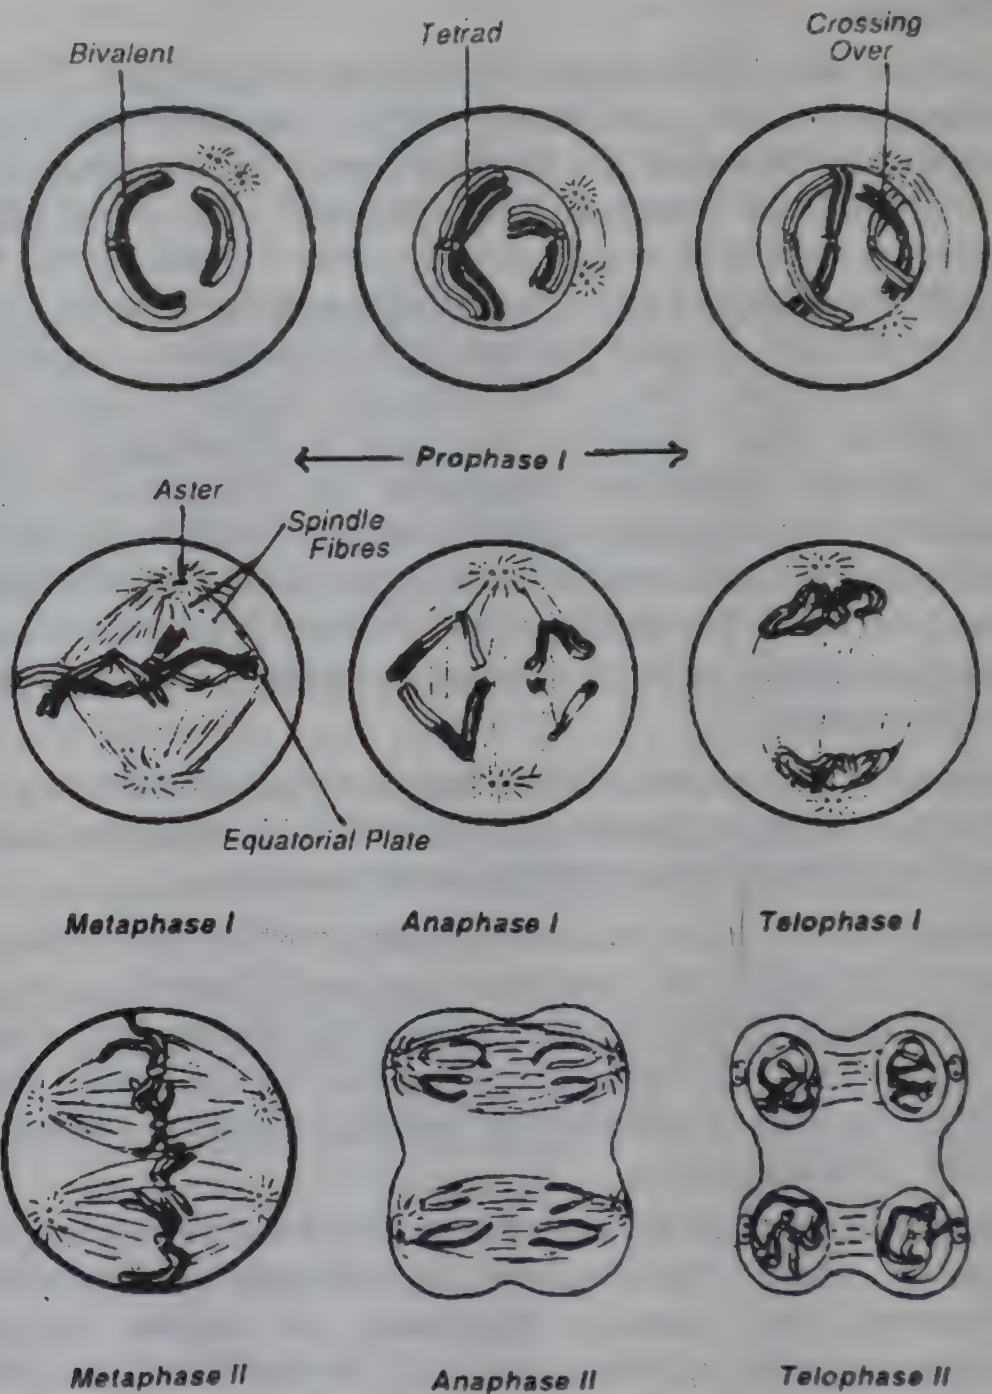 Bivalent
Tetrad
Crossing
Over
Prophase I
Aster
Spindle
Fibres
Equatorial Plate
Metaphase I
Anaphase I
Telophase I
Metaphase II
Anaphase II
Telophase II